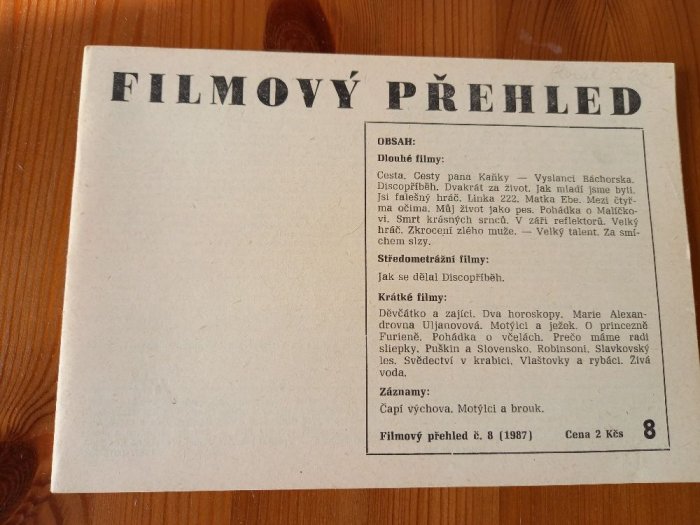 FILMOVÝ PŘEHLED
OBSAH:
Dlouhé filmy:
Cesta. Cesty pana Kaňky — Vyslanci Báchorska.
Discopříběh. Dvakrát za život. Jak mladí jsme byli.
Jsi falešný hráč. Linka 222. Matka Ebe. Mezi čtyř-
ma očima. Můj život jako pes. Pohádka o Malíčko-
vi. Smrt krásných srnců. V záři reflektorů. Velký
hráč. Zkrocení zlého muže. — Velký talent. Za smí-
chem slzy.
Středometrážní filmy:
Jak se dělal Discopříběh.
Krátké filmy:
Děvčátko a zajíci. Dva horoskopy. Marie Alexan-
drovna Uljanovová. Motýlci a ježek. O princezně
Furieně. Pohádka o včelách. Prečo máme radi
sliepky. Puškin a Slovensko. Robinsoni. Slavkovský
les. Svědectví v krabici. Vlaštovky a rybáci. Živá
voda.
Záznamy:
Čapí výchova. Motýlci a brouk.
Filmový přehled č. 8 (1987) Cena 2 Kčs 8